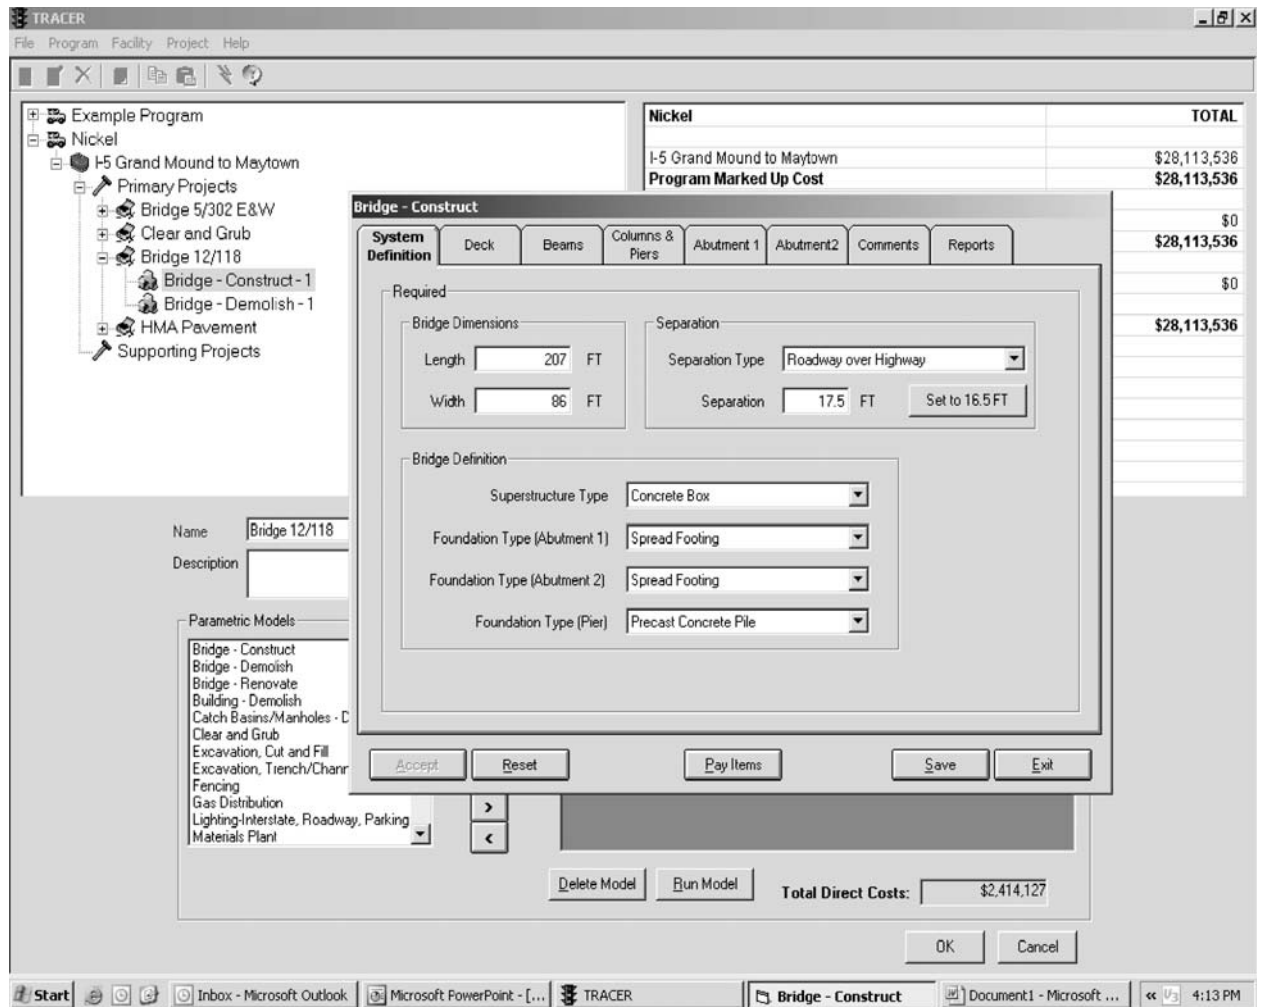 TRACER
File Program Facility Project Help
Example Program
Nickel
I-5 Grand Mound to Maytown
Primary Projects
Bridge 5/302 E&W
Clear and Grub
Bridge 12/118
Bridge - Construct - 1
Bridge - Demolish - 1
HMA Pavement
Supporting Projects
Nickel TOTAL
I-5 Grand Mound to Maytown $28,113,536
Program Marked Up Cost $28,113,536
$0
$28,113,536
$0
$28,113,536
Bridge - Construct
System Definition Deck Beams Columns & Piers Abutment 1 Abutment2 Comments Reports
Required
Bridge Dimensions
Length 207 FT
Width 86 FT
Separation
Separation Type Roadway over Highway
Separation 17.5 FT Set to 16.5 FT
Bridge Definition
Superstructure Type Concrete Box
Foundation Type (Abutment 1) Spread Footing
Foundation Type (Abutment 2) Spread Footing
Foundation Type (Pier) Precast Concrete Pile
Accept Reset Pay Items Save Exit
Name Bridge 12/118
Description
Parametric Models
Bridge - Construct
Bridge - Demolish
Bridge - Renovate
Building - Demolish
Catch Basins/Manholes - D
Clear and Grub
Excavation, Cut and Fill
Excavation, Trench/Chanr
Fencing
Gas Distribution
Lighting-Interstate, Roadway, Parking
Materials Plant
>
<
Delete Model Run Model Total Direct Costs: $2,414,127
OK Cancel
Start Inbox - Microsoft Outlook Microsoft PowerPoint - [... TRACER Bridge - Construct Document1 - Microsoft ... « 4:13 PM